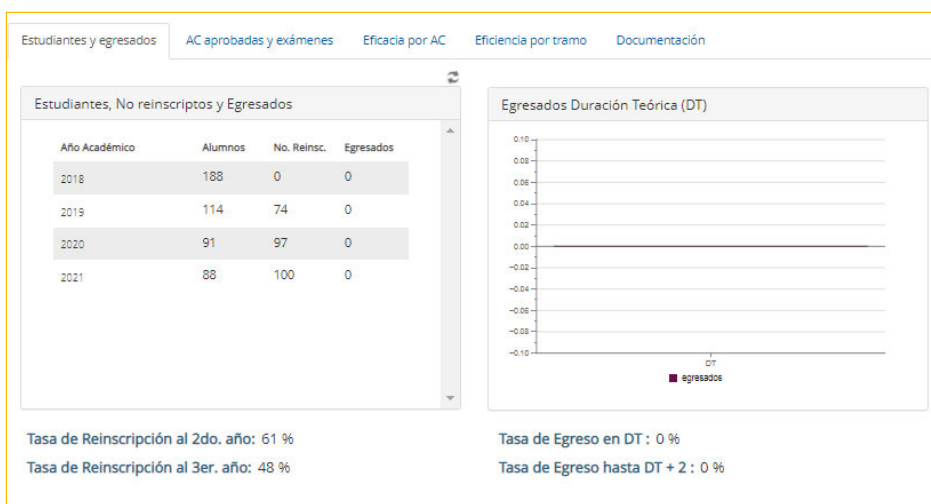 Estudiantes y egresados AC aprobadas y exámenes Eficacia por AC Eficiencia por tramo Documentación
Estudiantes, No reinscriptos y Egresados
Año Académico Alumnos No. Reinsc. Egresados
2018 188 0 0
2019 114 74 0
2020 91 97 0
2021 88 100 0
Tasa de Reinscripción al 2do. año: 61 %
Tasa de Reinscripción al 3er. año: 48 %
Egresados Duración Teórica (DT)
0.10
0.08
0.06
0.04
0.02
0.00
−0.02
−0.04
−0.06
−0.08
−0.10
DT
egresados
Tasa de Egreso en DT : 0 %
Tasa de Egreso hasta DT + 2 : 0 %